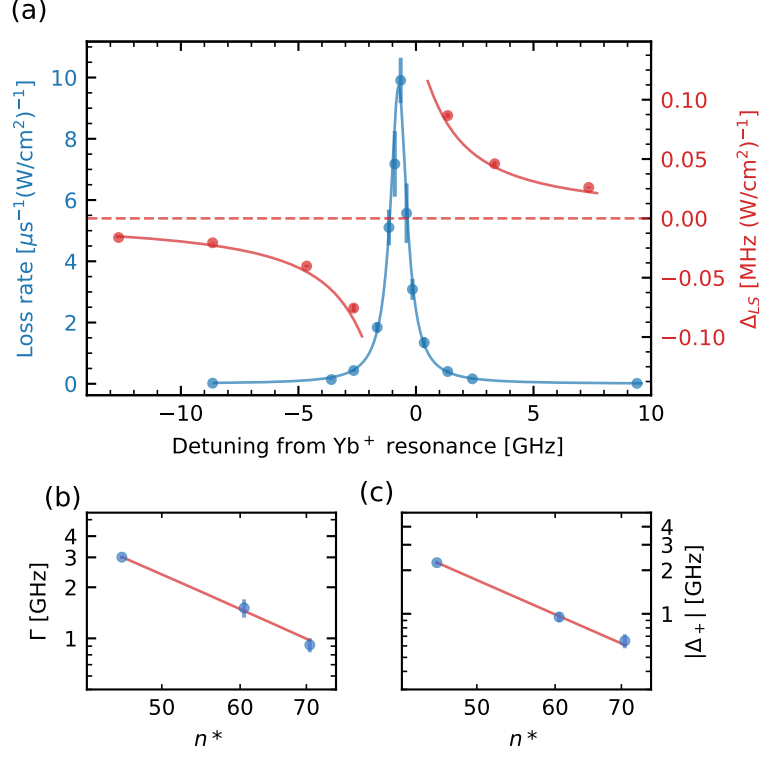 (a)
Loss rate [μs⁻¹(W/cm²)⁻¹]
10
8
6
4
2
0
0.10
0.05
0.00
−0.05
−0.10
Δ_LS [MHz (W/cm²)⁻¹]
−10 −5 0 5 10
Detuning from Yb⁺ resonance [GHz]
(b)
Γ [GHz]
4
3
2
1
50 60 70
n*
(c)
4
3
2
1
|Δ₊| [GHz]
50 60 70
n*